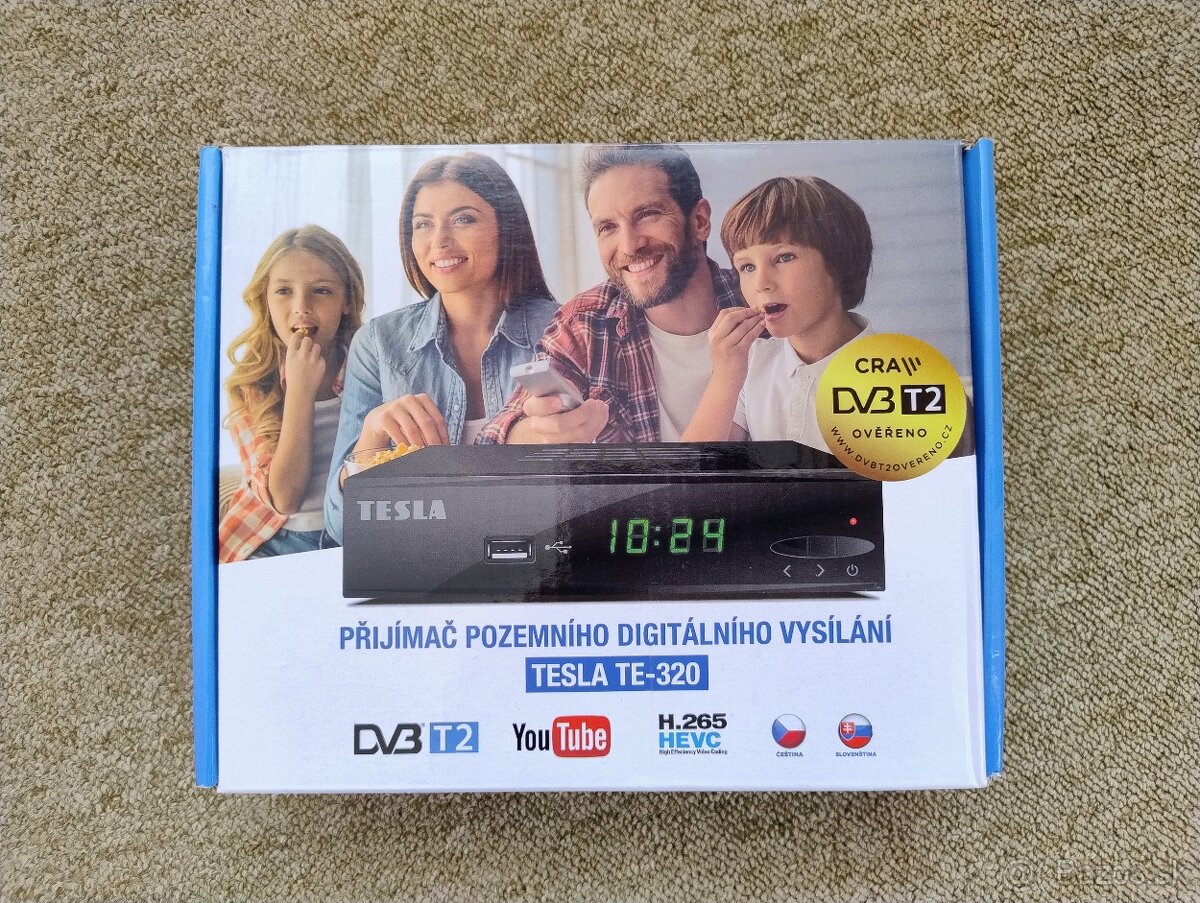 CRA
DVB T2
OVĚŘENO
WWW.DVBT2OVERENO.CZ
TESLA
10:24
PŘIJÍMAČ POZEMNÍHO DIGITÁLNÍHO VYSÍLÁNÍ
TESLA TE-320
DVB® T2
YouTube
H.265
HEVC
High Efficiency Video Coding
ČEŠTINA
SLOVENŠTINA